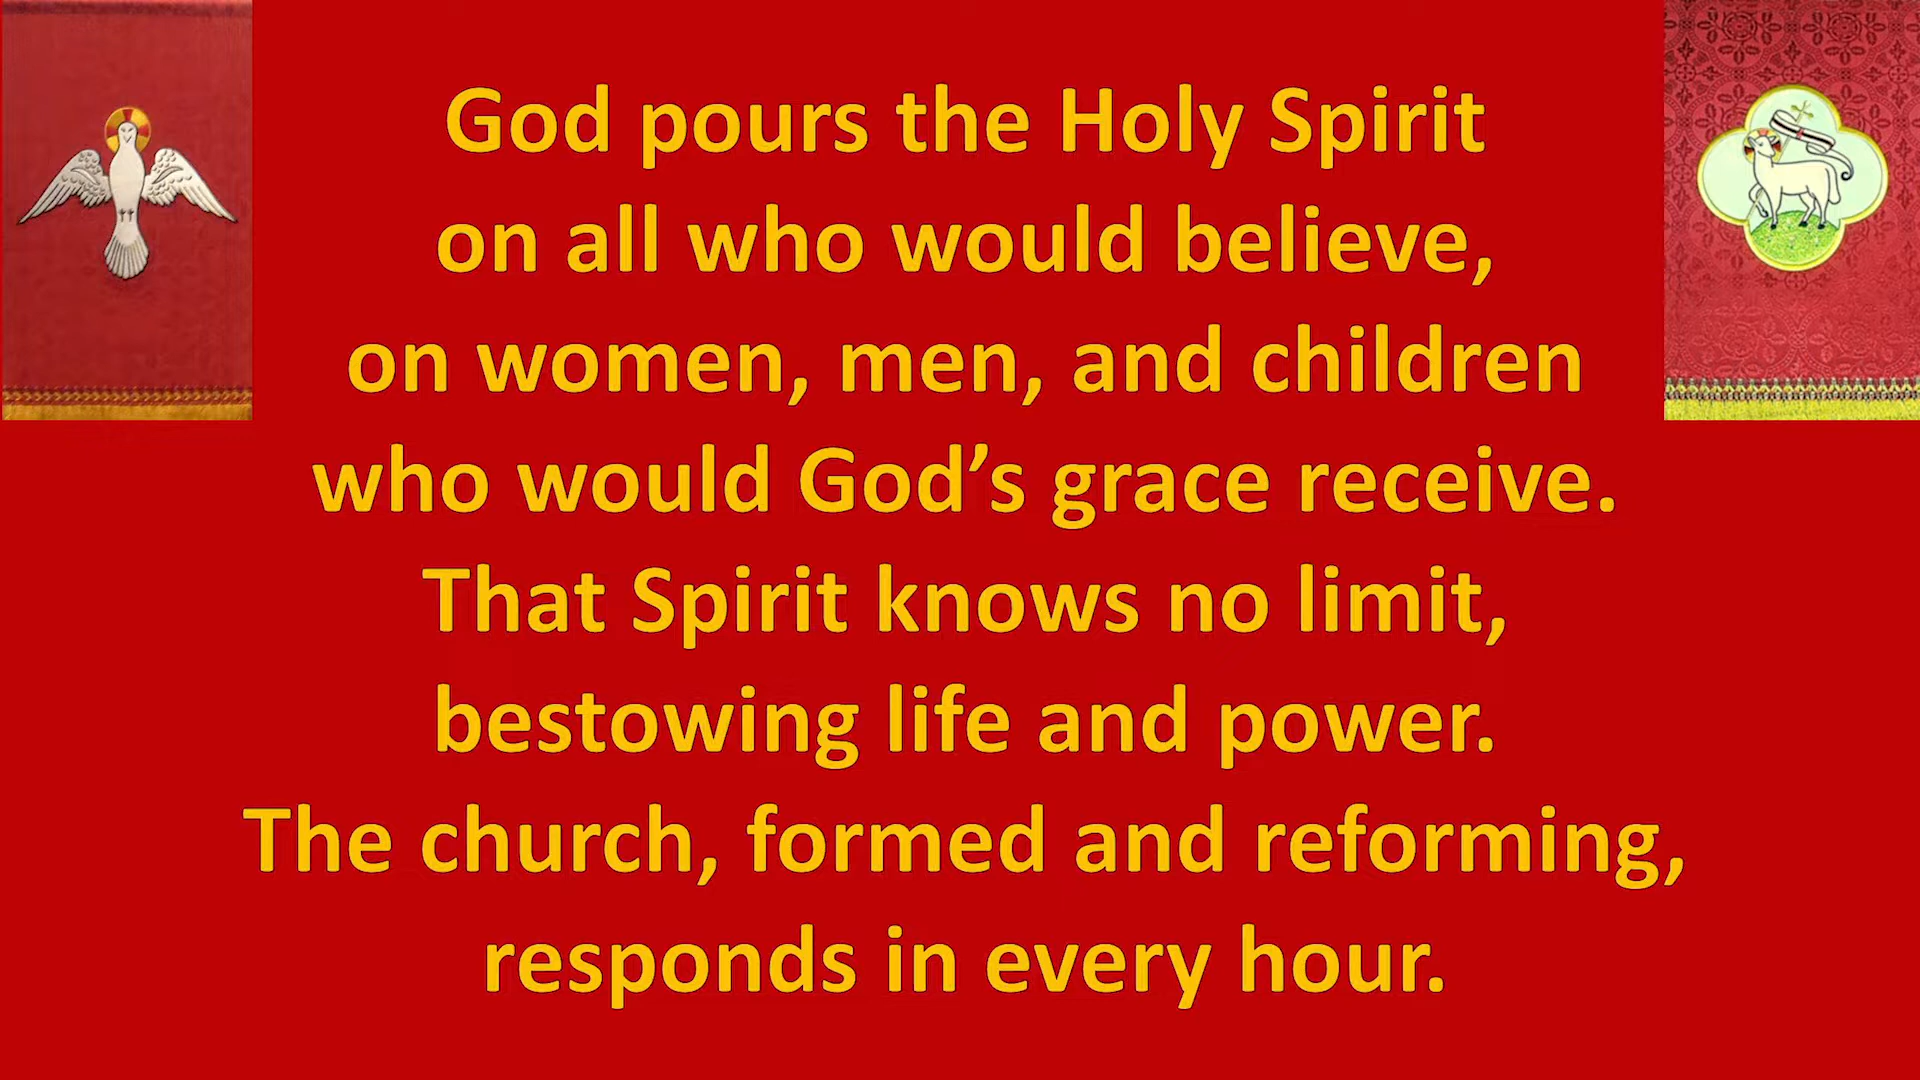 God pours the Holy Spirit
on all who would believe,
on women, men, and children
who would God’s grace receive.
That Spirit knows no limit,
bestowing life and power.
The church, formed and reforming,
responds in every hour.